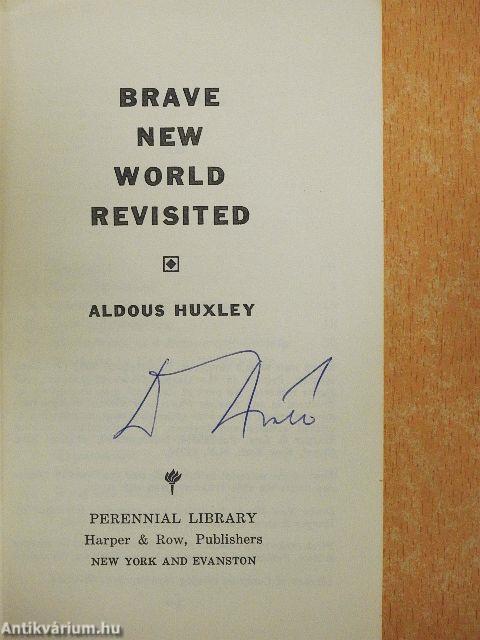 BRAVE
NEW
WORLD
REVISITED
ALDOUS HUXLEY
PERENNIAL LIBRARY
Harper & Row, Publishers
NEW YORK AND EVANSTON
Antikvárium.hu